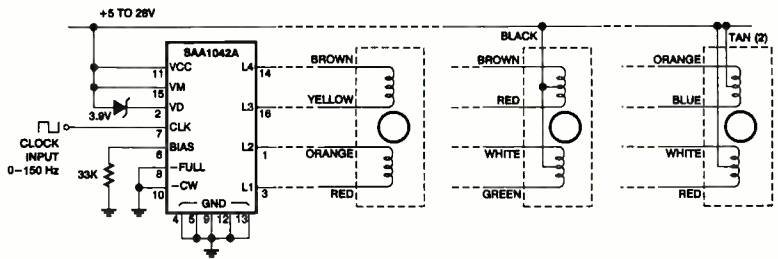 +5 TO 28V
SAA1042A
BLACK
TAN (2)
VCC
11
VM
15
VD
2
3.9V
CLK
7
CLOCK
INPUT
0–150 Hz
BIAS
6
33K
–FULL
8
–CW
10
GND
4 5 9 12 13
L4
14
L3
16
L2
1
L1
3
BROWN
YELLOW
ORANGE
RED
BROWN
RED
WHITE
GREEN
ORANGE
BLUE
WHITE
RED